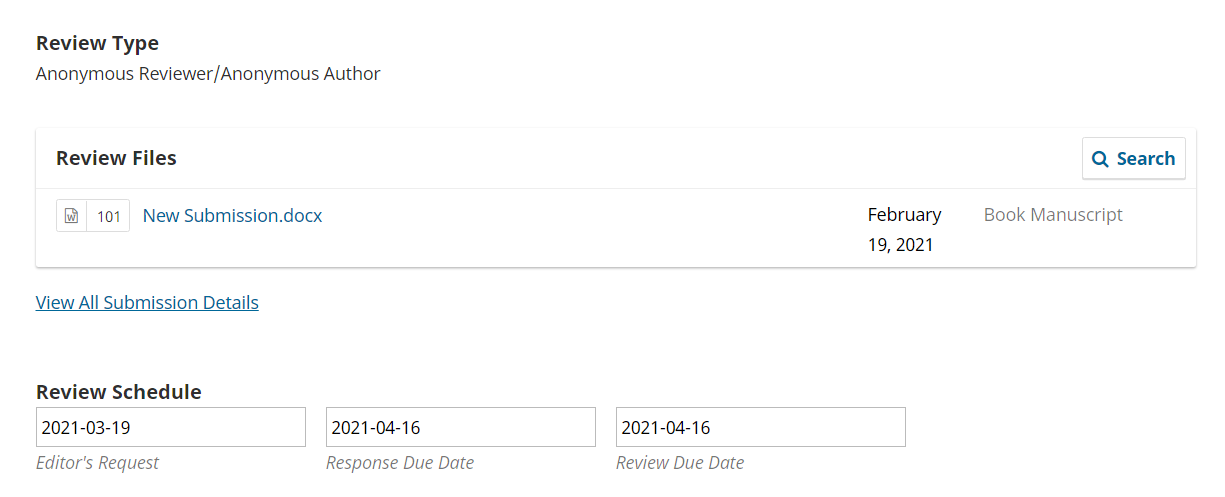 Review Type
Anonymous Reviewer/Anonymous Author
Review Files
Search
101 New Submission.docx
February 19, 2021
Book Manuscript
View All Submission Details
Review Schedule
2021-03-19 2021-04-16 2021-04-16
Editor's Request Response Due Date Review Due Date